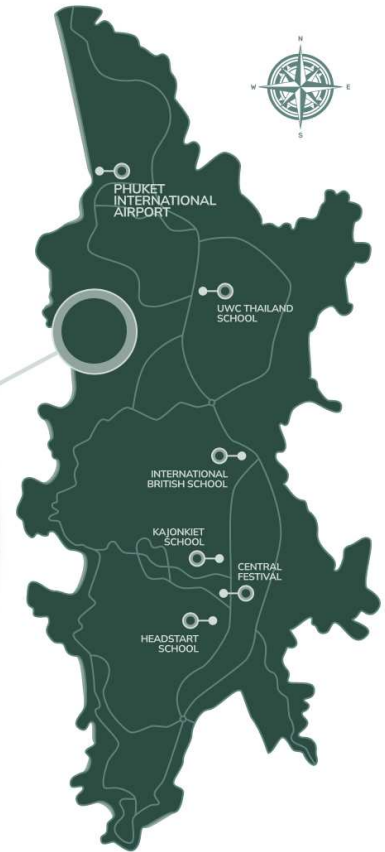 N
W
E
S
PHUKET
INTERNATIONAL
AIRPORT
UWC THAILAND
SCHOOL
INTERNATIONAL
BRITISH SCHOOL
KAJONKIET
SCHOOL
CENTRAL
FESTIVAL
HEADSTART
SCHOOL